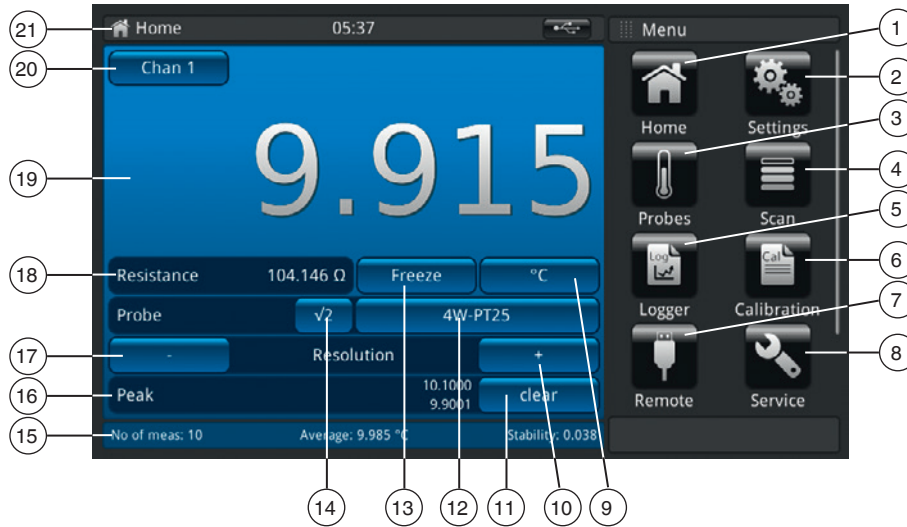 Home 05:37
Menu
Chan 1
9.915
Resistance 104.146 Ω Freeze °C
Probe √2 4W-PT25
- Resolution +
Peak 10.1000
9.9001 clear
No of meas: 10 Average: 9.985 °C Stability: 0.038
Home Settings
Probes Scan
Log Cal
Logger Calibration
Remote Service
1
2
3
4
5
6
7
8
9
10
11
12
13
14
15
16
17
18
19
20
21